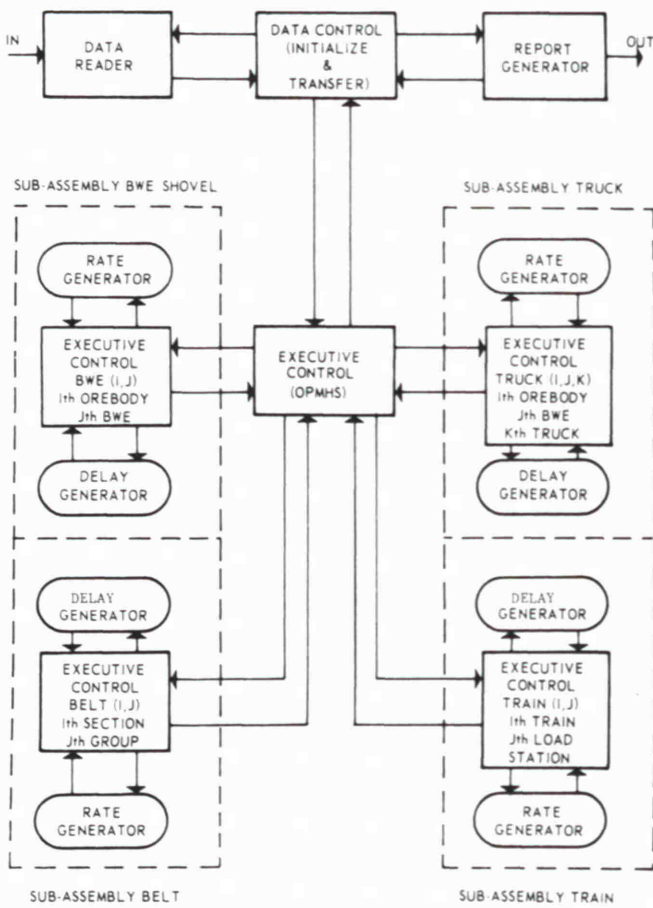 IN
DATA
READER
DATA CONTROL
(INITIALIZE
&
TRANSFER)
REPORT
GENERATOR
OUT
SUB-ASSEMBLY BWE SHOVEL
RATE
GENERATOR
EXECUTIVE
CONTROL
BWE (I,J)
Ith OREBODY
Jth BWE
DELAY
GENERATOR
EXECUTIVE
CONTROL
(OPMHS)
SUB-ASSEMBLY TRUCK
RATE
GENERATOR
EXECUTIVE
CONTROL
TRUCK (I,J,K)
Ith OREBODY
Jth BWE
Kth TRUCK
DELAY
GENERATOR
DELAY
GENERATOR
EXECUTIVE
CONTROL
BELT (I,J)
Ith SECTION
Jth GROUP
RATE
GENERATOR
SUB-ASSEMBLY BELT
DELAY
GENERATOR
EXECUTIVE
CONTROL
TRAIN (I,J)
Ith TRAIN
Jth LOAD
STATION
RATE
GENERATOR
SUB-ASSEMBLY TRAIN